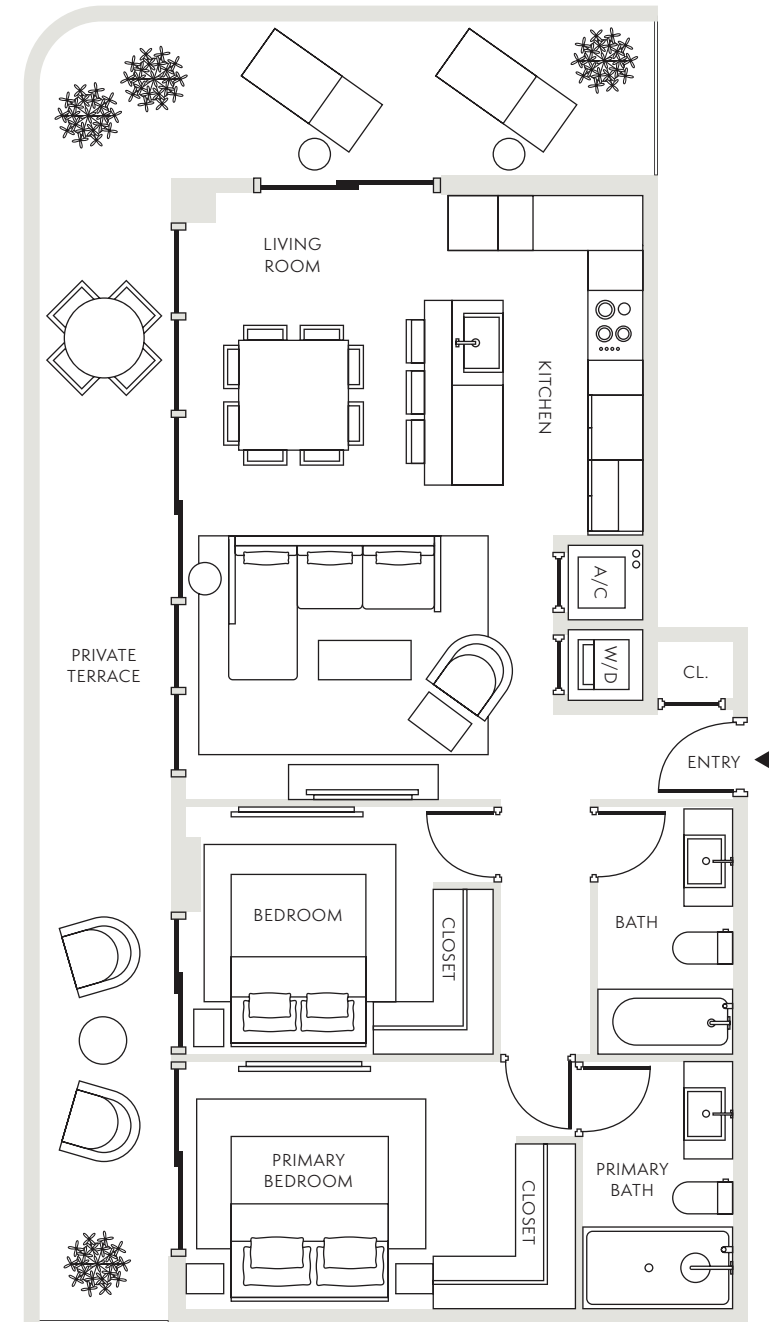 LIVING
ROOM
KITCHEN
A/C
W/D
PRIVATE
TERRACE
CL.
ENTRY
BEDROOM
CLOSET
BATH
PRIMARY
BEDROOM
CLOSET
PRIMARY
BATH